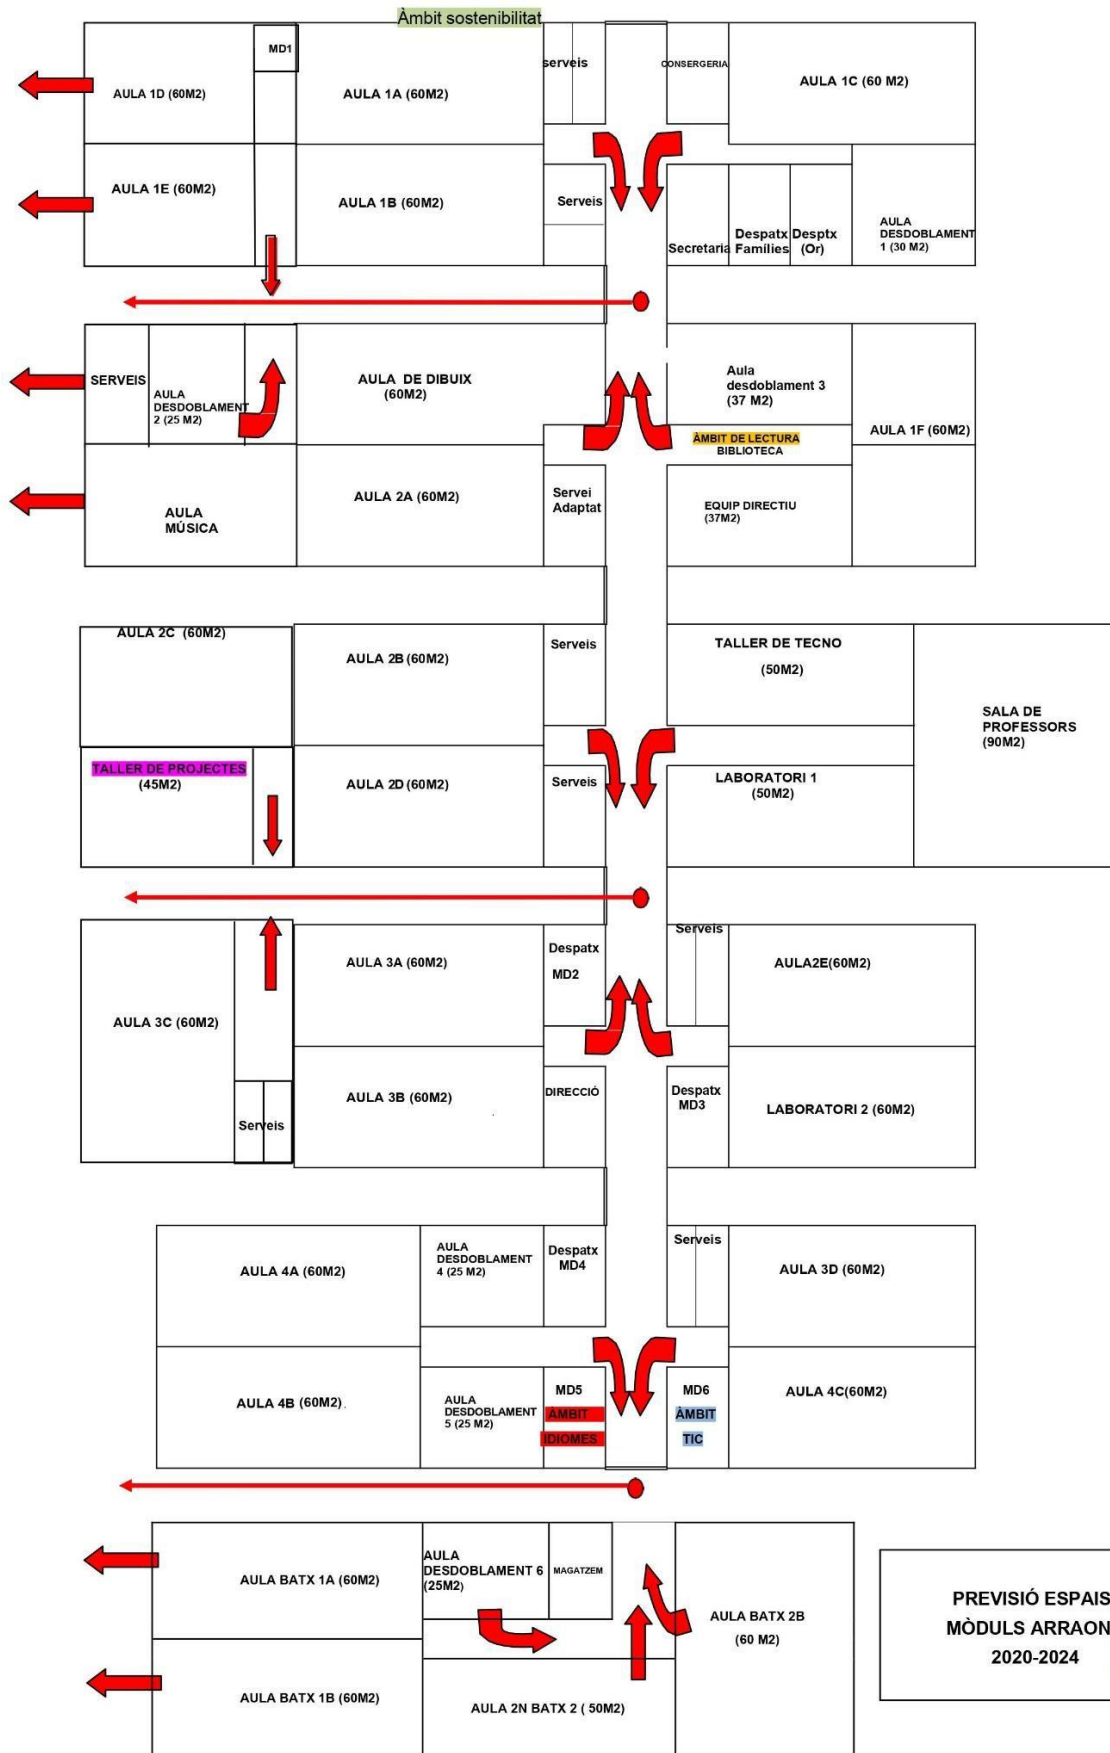 Àmbit sostenibilitat
MD1
serveis
CONSERGERIA
AULA 1D (60M2)
AULA 1A (60M2)
AULA 1C (60 M2)
AULA 1E (60M2)
AULA 1B (60M2)
Serveis
Secretaria
Despatx
Famílies
Desptx
(Or)
AULA
DESDOBLAMENT
1 (30 M2)
SERVEIS
AULA
DESDOBLAMENT
2 (25 M2)
AULA DE DIBUIX
(60M2)
Aula
desdoblament 3
(37 M2)
AULA 1F (60M2)
ÀMBIT DE LECTURA
BIBLIOTECA
AULA
MÚSICA
AULA 2A (60M2)
Servei
Adaptat
EQUIP DIRECTIU
(37M2)
AULA 2C (60M2)
AULA 2B (60M2)
Serveis
TALLER DE TECNO
(50M2)
SALA DE
PROFESSORS
(90M2)
TALLER DE PROJECTES
(45M2)
AULA 2D (60M2)
Serveis
LABORATORI 1
(50M2)
AULA 3C (60M2)
AULA 3A (60M2)
Despatx
MD2
Serveis
AULA2E(60M2)
Serveis
AULA 3B (60M2)
DIRECCIÓ
Despatx
MD3
LABORATORI 2 (60M2)
AULA 4A (60M2)
AULA
DESDOBLAMENT
4 (25 M2)
Despatx
MD4
Serveis
AULA 3D (60M2)
AULA 4B (60M2).
AULA
DESDOBLAMENT
5 (25 M2)
MD5
ÀMBIT
IDIOMES
MD6
ÀMBIT
TIC
AULA 4C(60M2)
AULA BATX 1A (60M2)
AULA
DESDOBLAMENT 6
(25M2)
MAGATZEM
AULA BATX 2B
(60 M2)
AULA BATX 1B (60M2)
AULA 2N BATX 2 ( 50M2)
PREVISIÓ ESPAIS
MÒDULS ARRAON
2020-2024